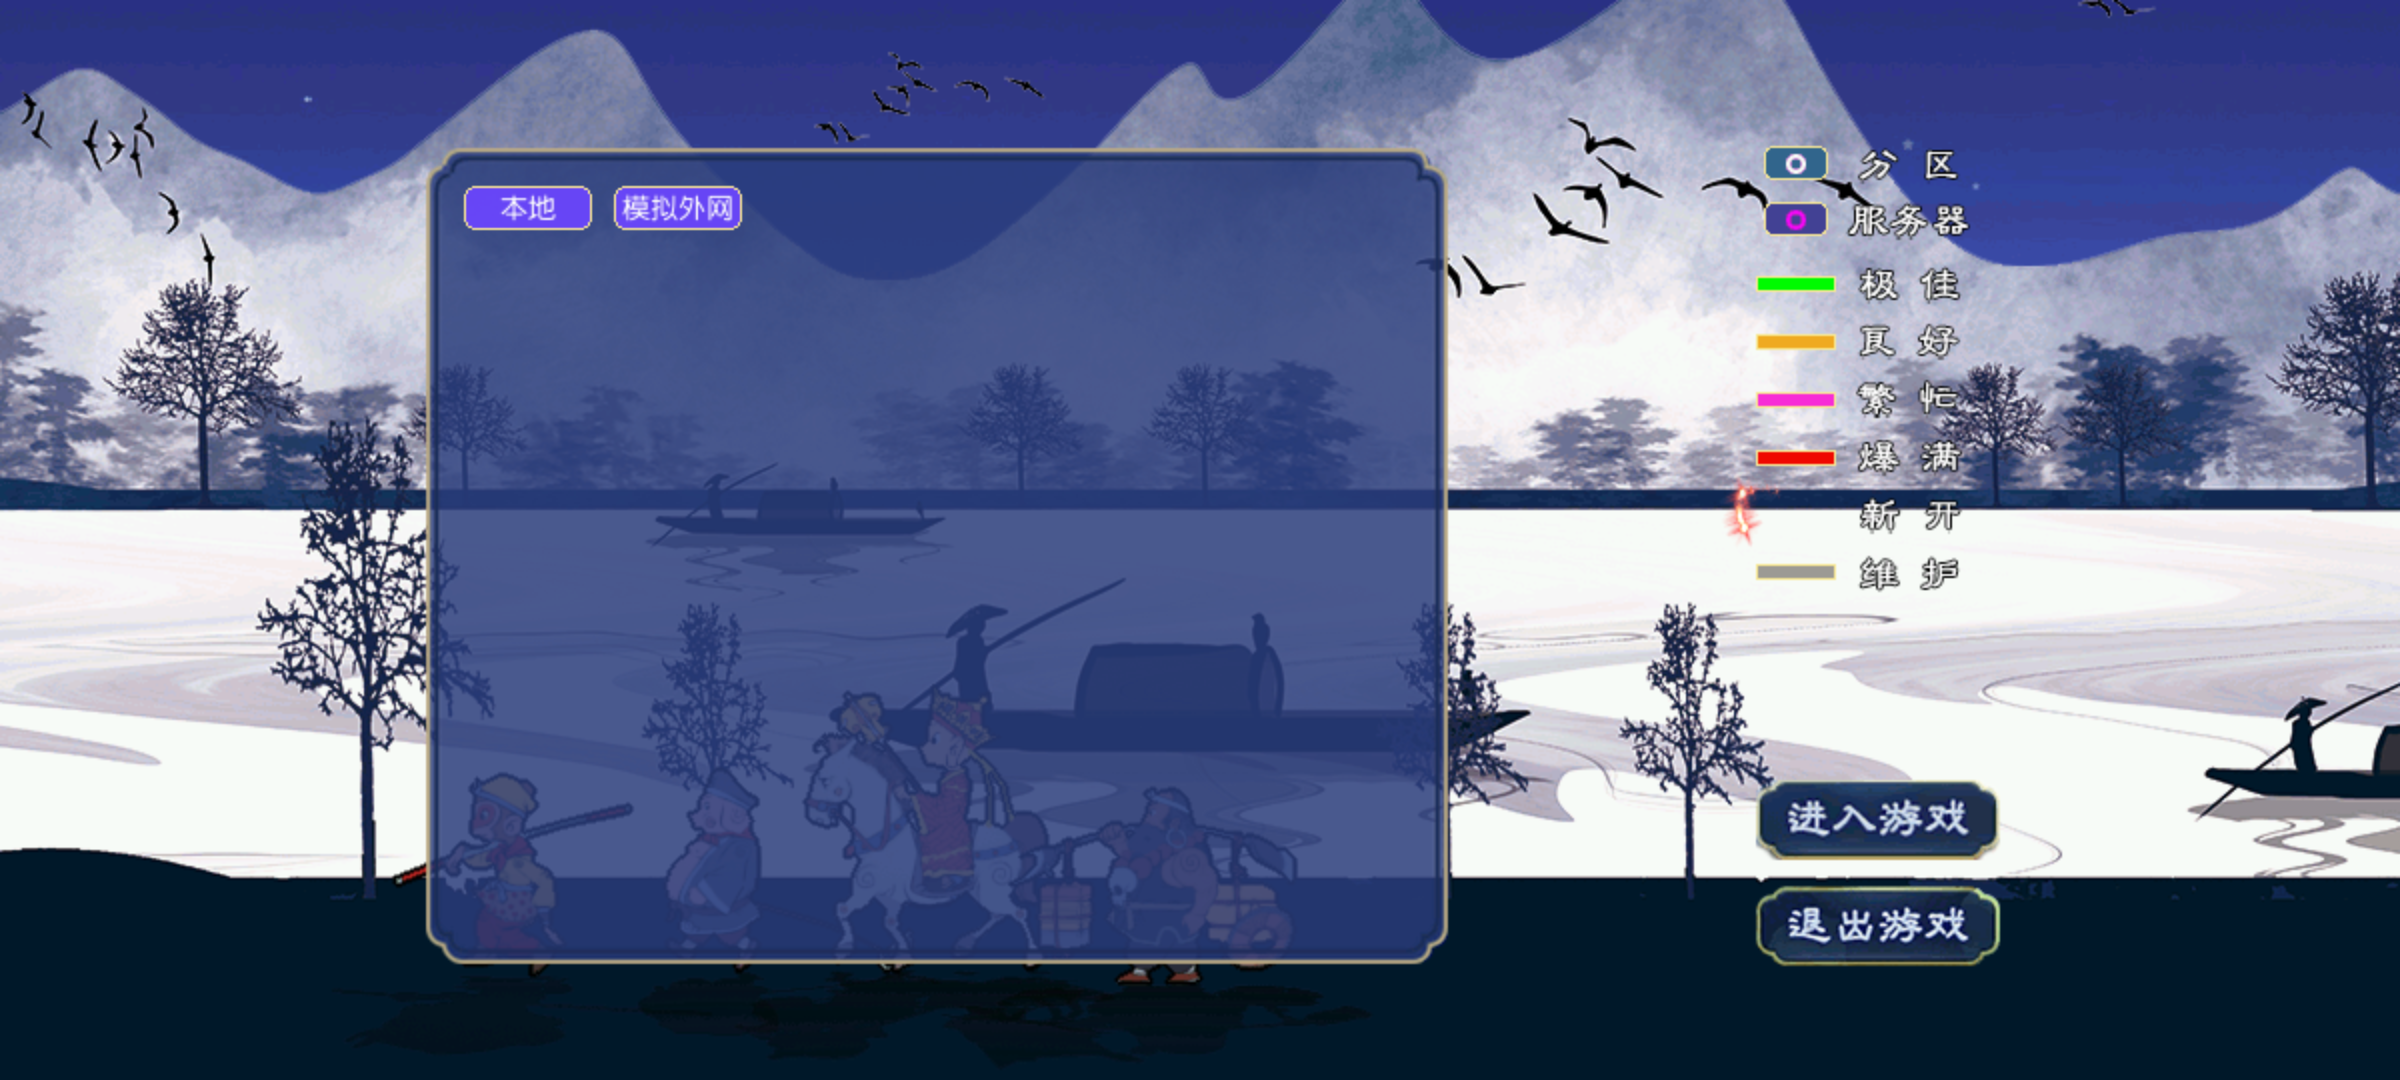 本地
模拟外网
分 区
服务器
极 佳
良 好
繁 忙
爆 满
新 开
维 护
进入游戏
退出游戏